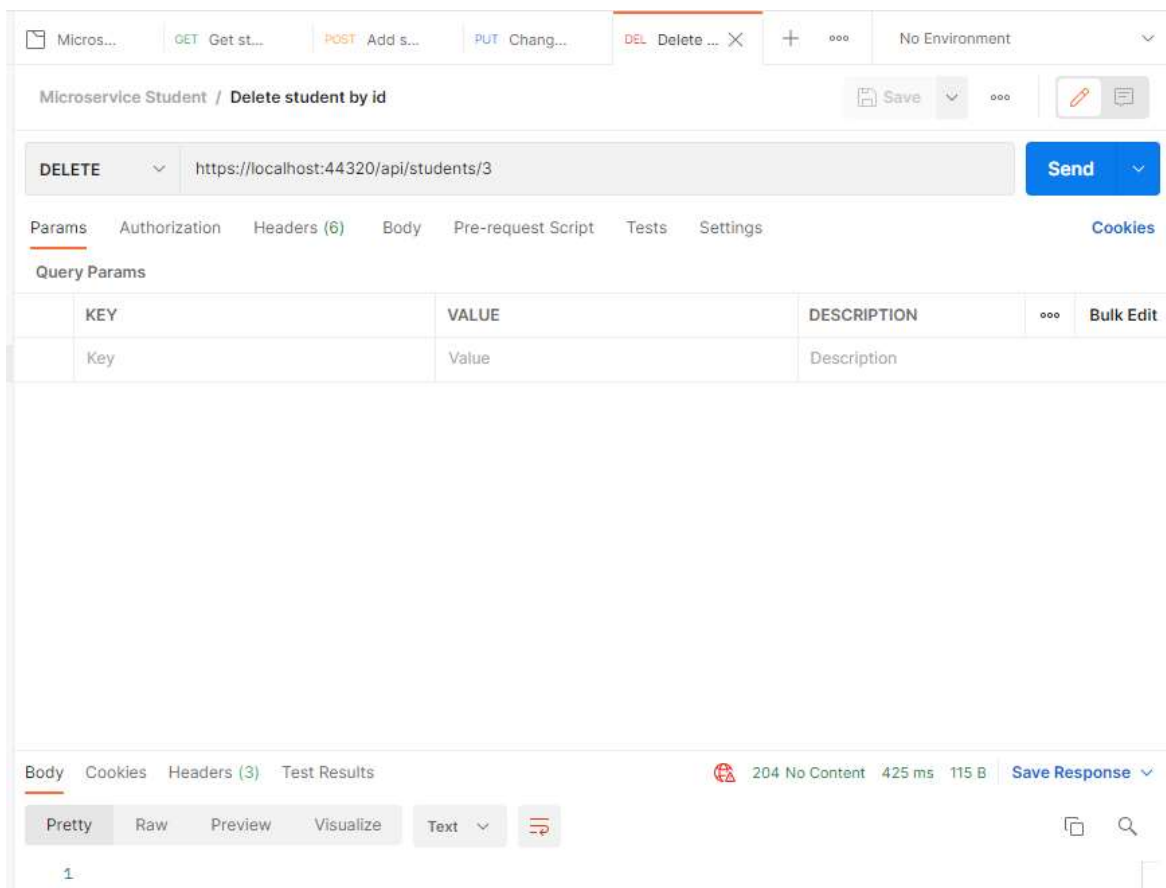 Micros... GET Get st... POST Add s... PUT Chang... DEL Delete ... No Environment
Microservice Student / Delete student by id Save
DELETE https://localhost:44320/api/students/3 Send
Params Authorization Headers (6) Body Pre-request Script Tests Settings Cookies
Query Params
KEY VALUE DESCRIPTION Bulk Edit
Key Value Description
Body Cookies Headers (3) Test Results 204 No Content 425 ms 115 B Save Response
Pretty Raw Preview Visualize Text
1